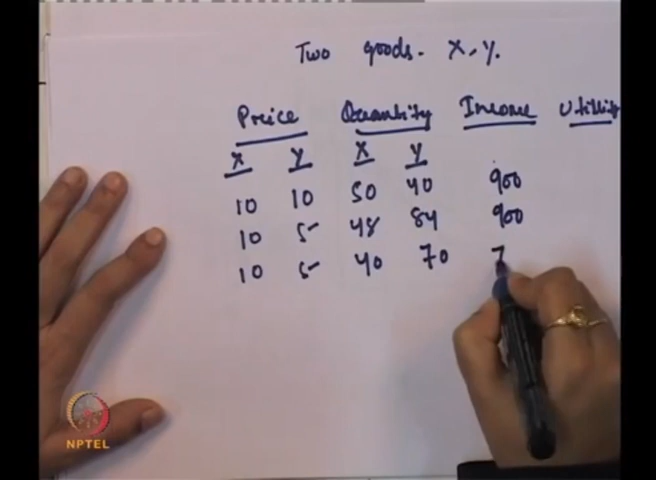 Two goods - X, Y.
Price Quantity Income Utility
X Y X Y
10 10 50 40 900
10 5 48 84 900
10 5 40 70 7
NPTEL